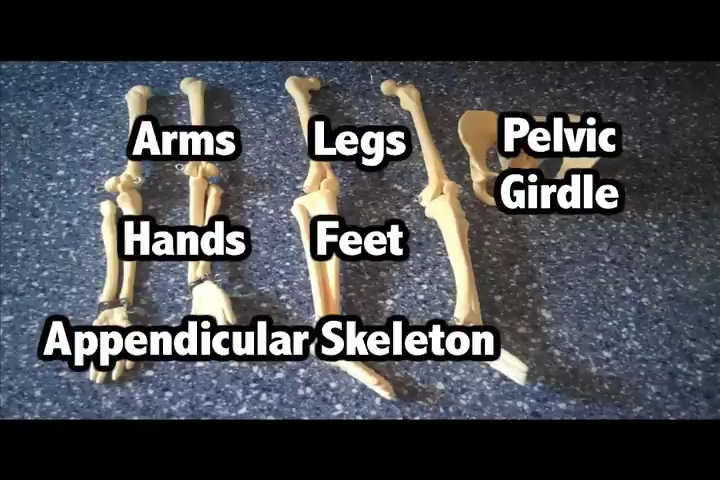 Arms
Legs
Pelvic
Girdle
Hands
Feet
Appendicular Skeleton